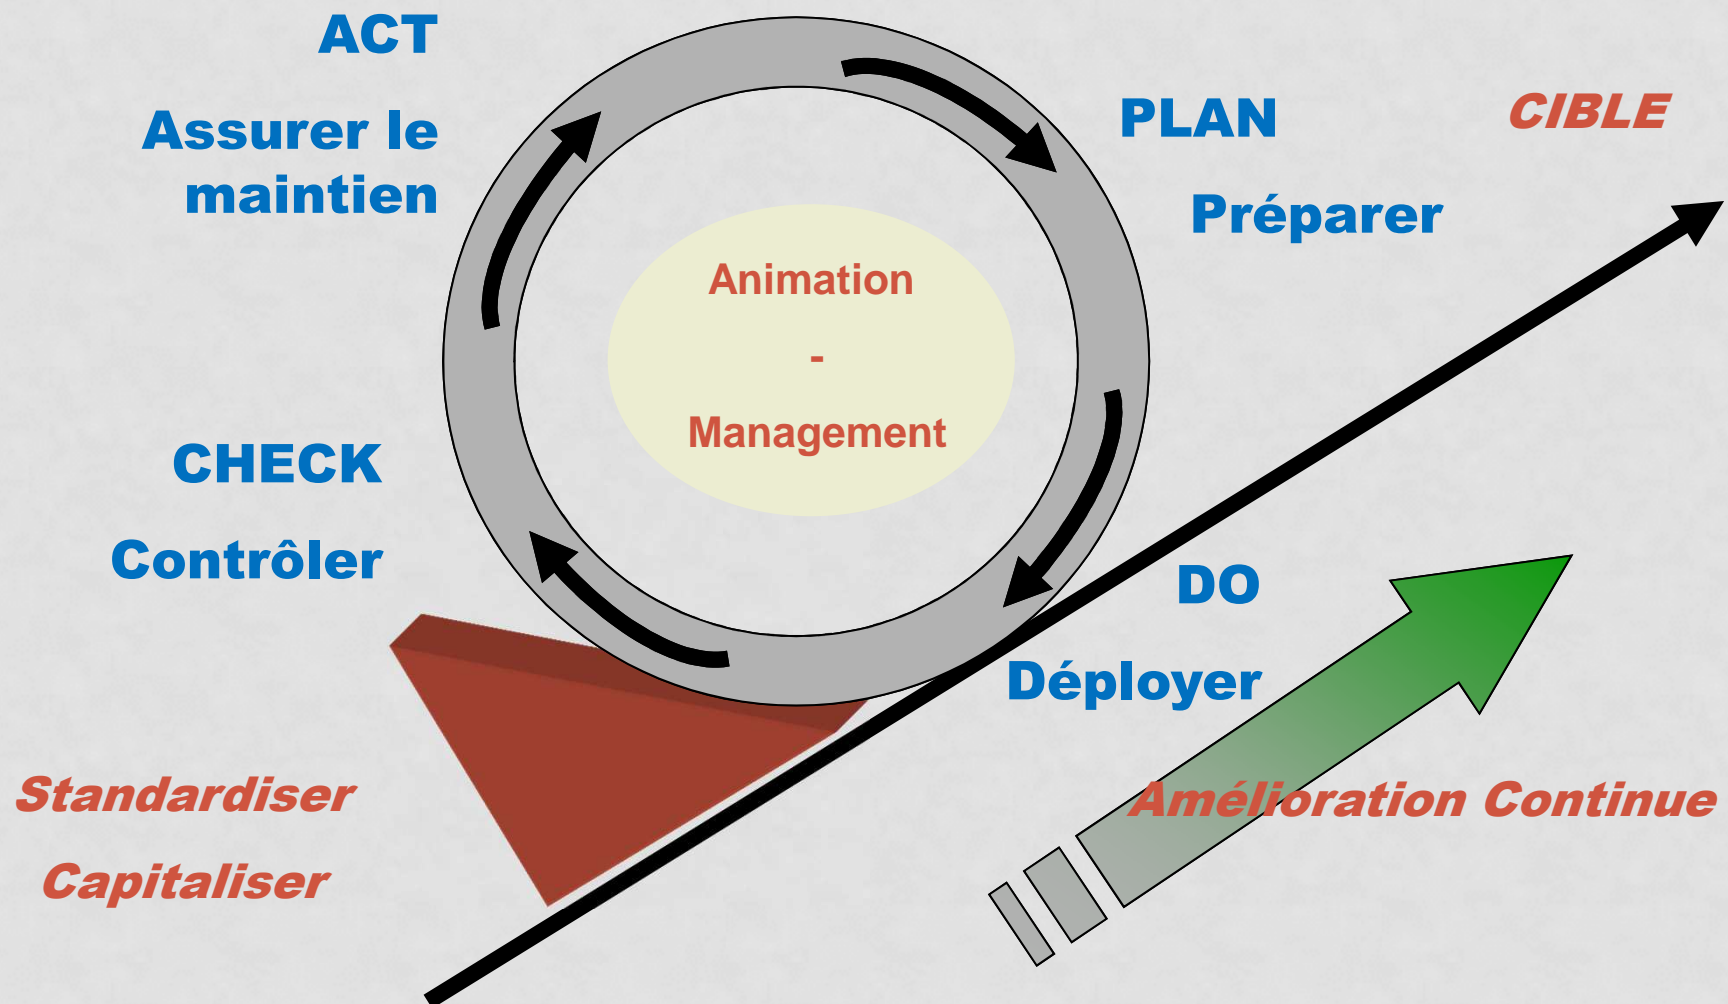 ACT
Assurer le
maintien
PLAN
Préparer
CIBLE
Animation
-
Management
CHECK
Contrôler
DO
Déployer
Standardiser
Capitaliser
Amélioration Continue